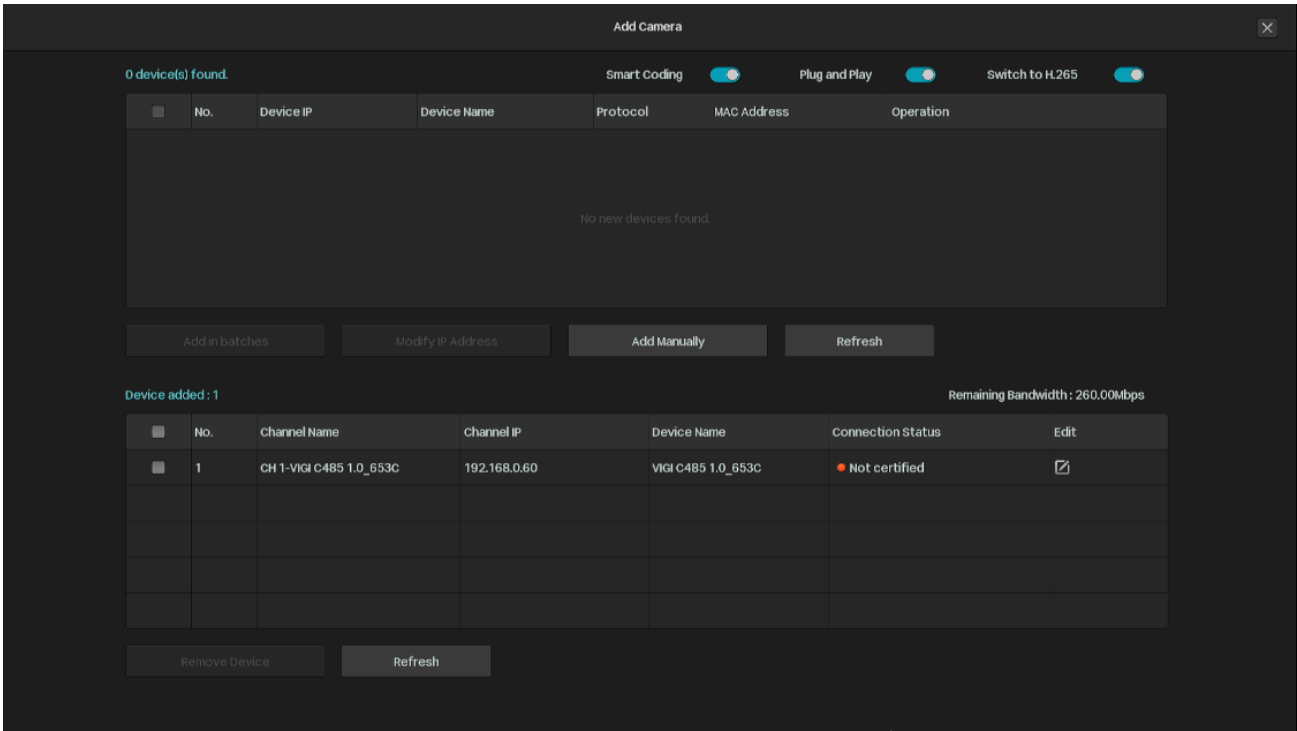 Add Camera
0 device(s) found. Smart Coding Plug and Play Switch to H.265
No. Device IP Device Name Protocol MAC Address Operation
No new devices found.
Add in batches Modify IP Address Add Manually Refresh
Device added : 1 Remaining Bandwidth : 260.00Mbps
No. Channel Name Channel IP Device Name Connection Status Edit
1 CH 1-VIGI C485 1.0_653C 192.168.0.60 VIGI C485 1.0_653C Not certified
Remove Device Refresh